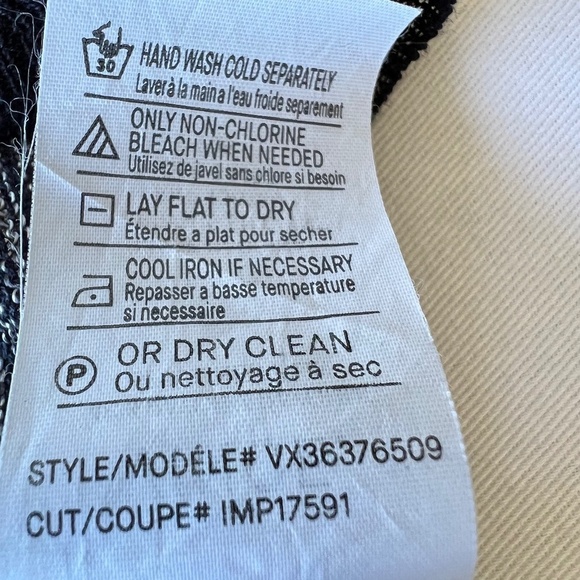 30
HAND WASH COLD SEPARATELY
Laver à la main a l'eau froide separement
ONLY NON-CHLORINE
BLEACH WHEN NEEDED
Utilisez de javel sans chlore si besoin
LAY FLAT TO DRY
Étendre a plat pour secher
COOL IRON IF NECESSARY
Repasser a basse temperature
si necessaire
P
OR DRY CLEAN
Ou nettoyage à sec
STYLE/MODÉLE# VX36376509
CUT/COUPE# IMP17591